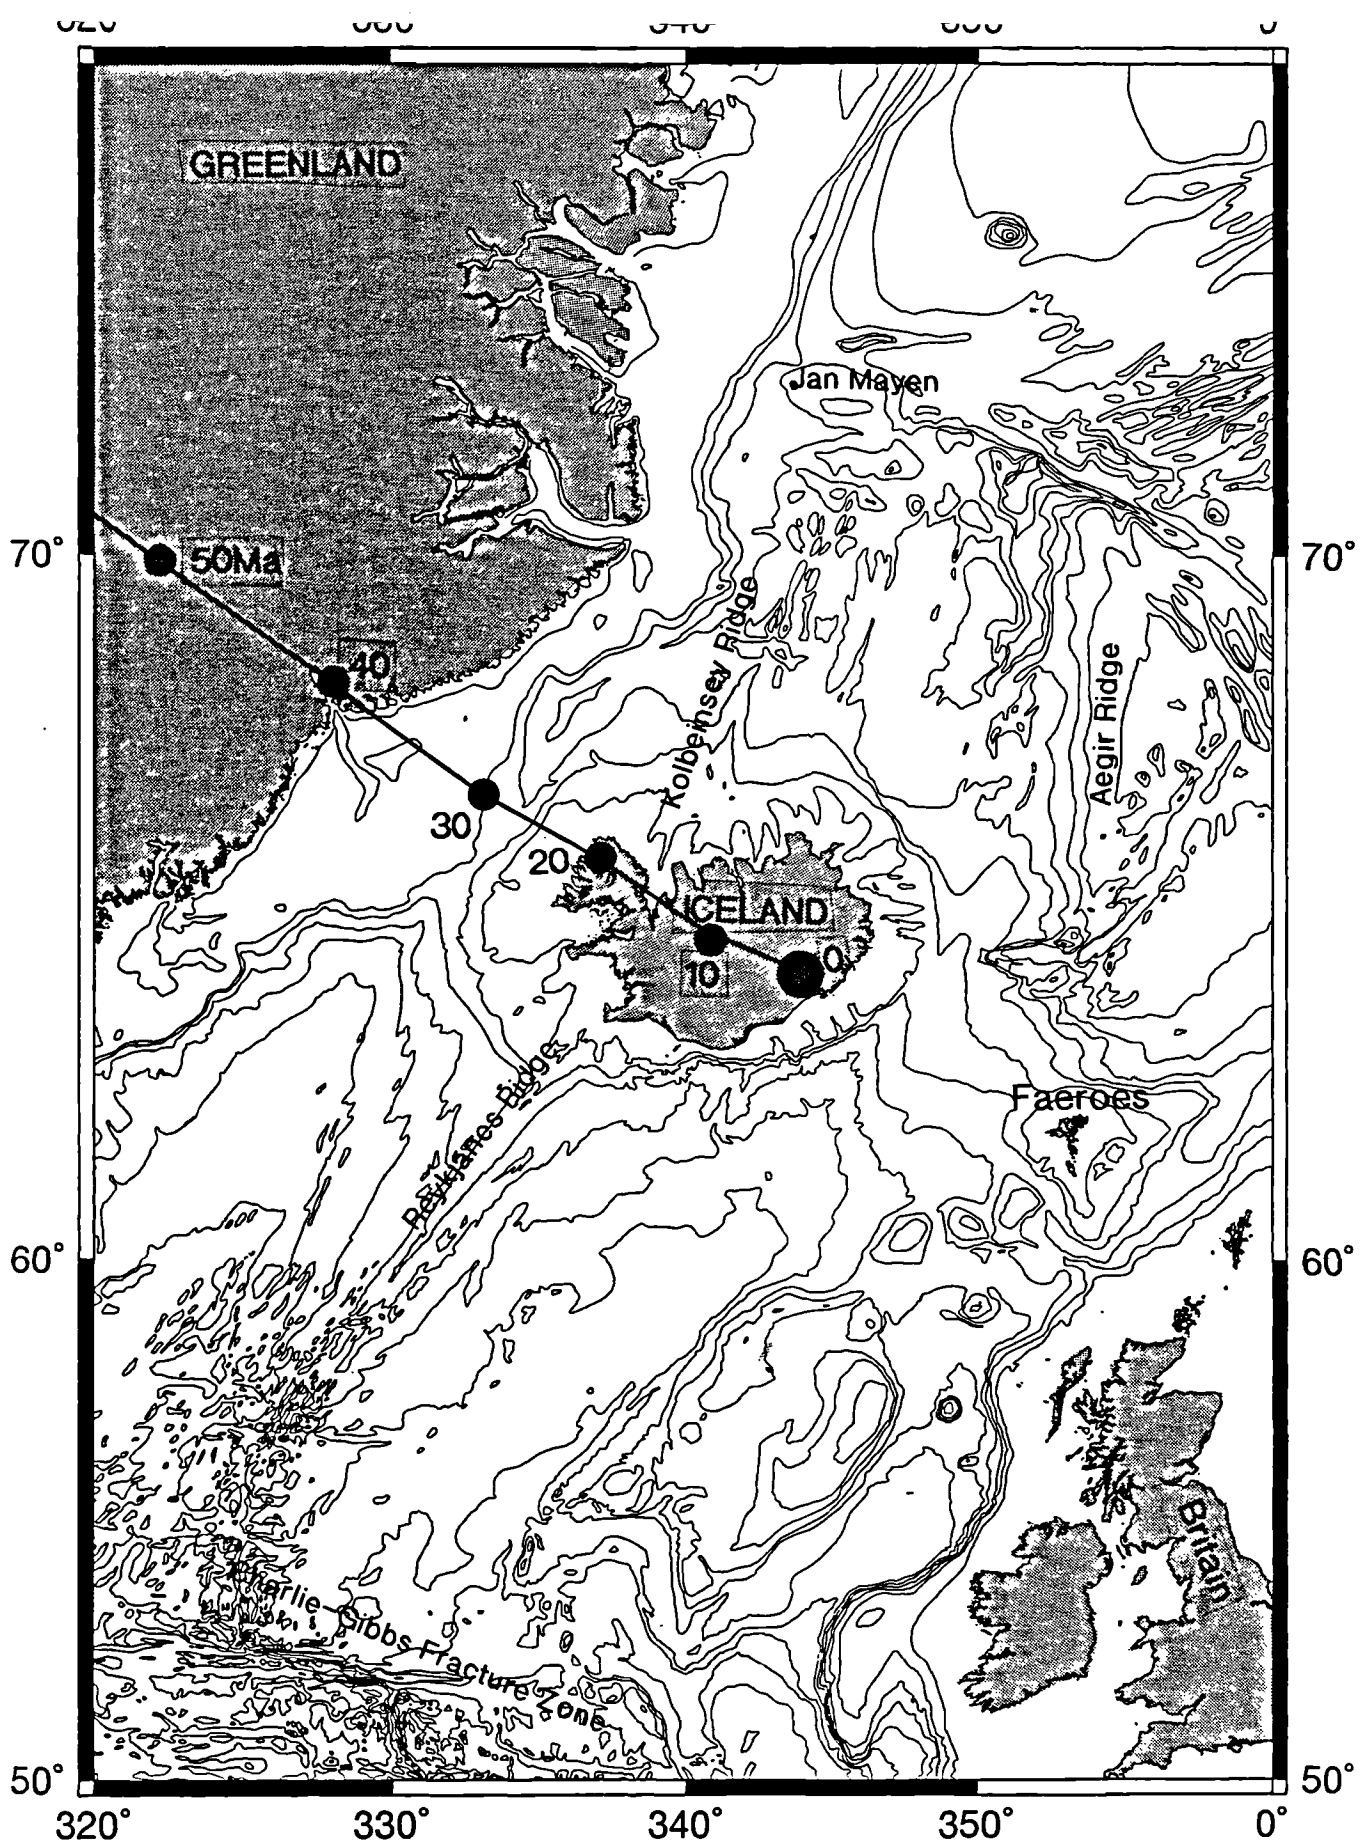 GREENLAND
Jan Mayen
70°
50Ma
70°
40
Kolbeinsey Ridge
Aegir Ridge
30
20
ICELAND
10
0
Reykjanes Ridge
Faeroes
60°
60°
Britain
Charlie-Gibbs Fracture Zone
50°
50°
320°
330°
340°
350°
0°